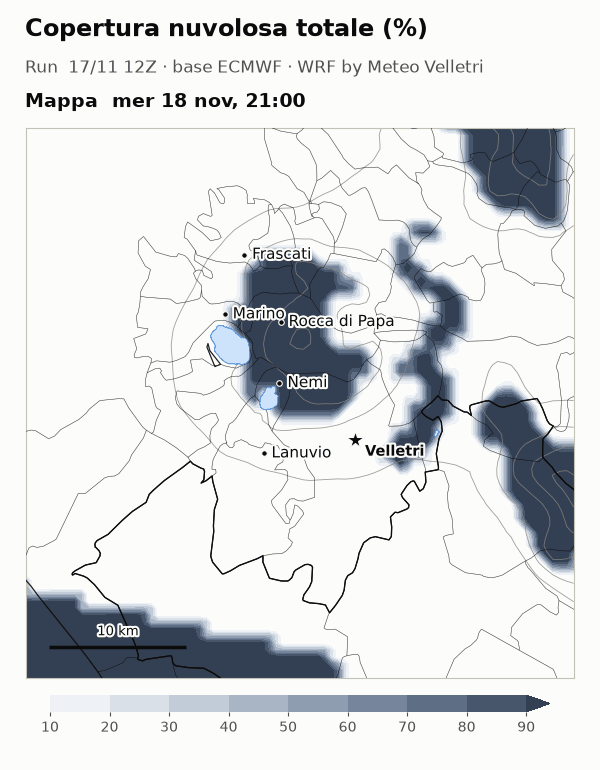 Copertura nuvolosa totale (%)
Run  17/11 12Z · base ECMWF · WRF by Meteo Velletri
Mappa  mer 18 nov, 21:00
Frascati
Marino
Rocca di Papa
Nemi
Velletri
Lanuvio
10 km
10 20 30 40 50 60 70 80 90